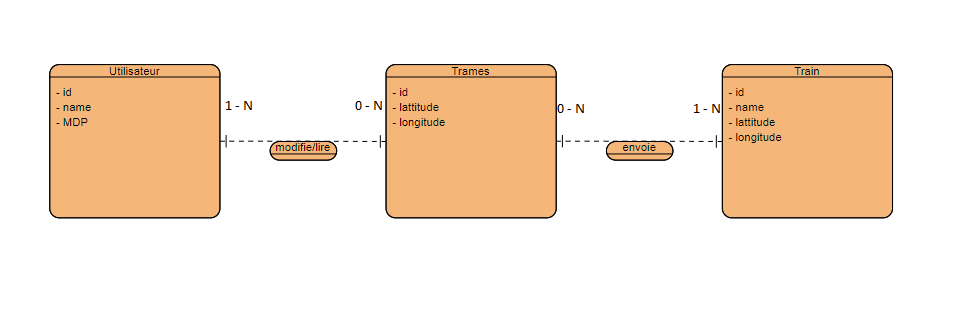 Utilisateur
- id
- name
- MDP
1 - N
modifie/lire
0 - N
Trames
- id
- lattitude
- longitude
0 - N
envoie
1 - N
Train
- id
- name
- lattitude
- longitude